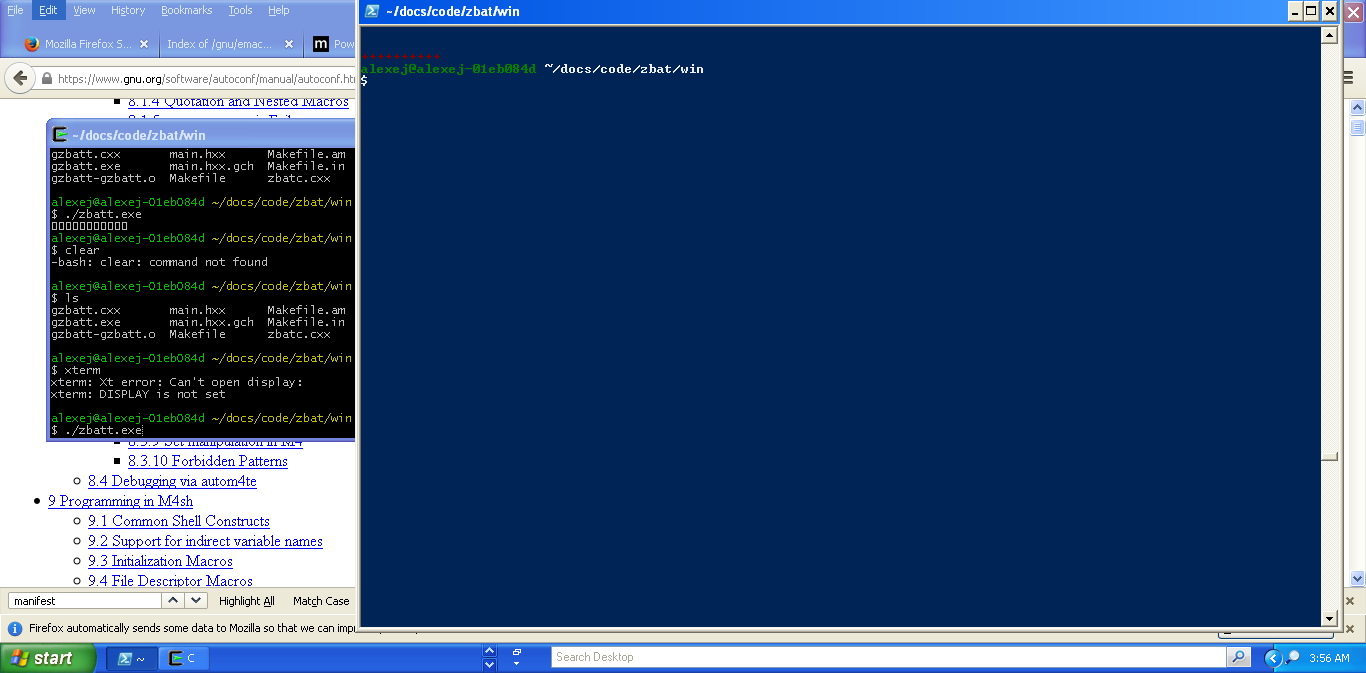 File Edit View History Bookmarks Tools Help
Mozilla Firefox S...
Index of /gnu/emac...
m Pow
https://www.gnu.org/software/autoconf/manual/autoconf.ht
8.1.4 Quotation and Nested Macros
~/docs/code/zbat/win
gzbatt.cxx main.hxx Makefile.am
gzbatt.exe main.hxx.gch Makefile.in
gzbatt-gzbatt.o Makefile zbatc.cxx
alexej@alexej-01eb084d ~/docs/code/zbat/win
$ ./zbatt.exe
alexej@alexej-01eb084d ~/docs/code/zbat/win
$ clear
-bash: clear: command not found
alexej@alexej-01eb084d ~/docs/code/zbat/win
$ ls
gzbatt.cxx main.hxx Makefile.am
gzbatt.exe main.hxx.gch Makefile.in
gzbatt-gzbatt.o Makefile zbatc.cxx
alexej@alexej-01eb084d ~/docs/code/zbat/win
$ xterm
xterm: Xt error: Can't open display:
xterm: DISPLAY is not set
alexej@alexej-01eb084d ~/docs/code/zbat/win
$ ./zbatt.exe
8.3.9 Set manipulation in M4
8.3.10 Forbidden Patterns
8.4 Debugging via autom4te
9 Programming in M4sh
9.1 Common Shell Constructs
9.2 Support for indirect variable names
9.3 Initialization Macros
9.4 File Descriptor Macros
manifest
Highlight All Match Case
Firefox automatically sends some data to Mozilla so that we can impr
~/docs/code/zbat/win
alexej@alexej-01eb084d ~/docs/code/zbat/win
$
start
~
C
Search Desktop
3:56 AM